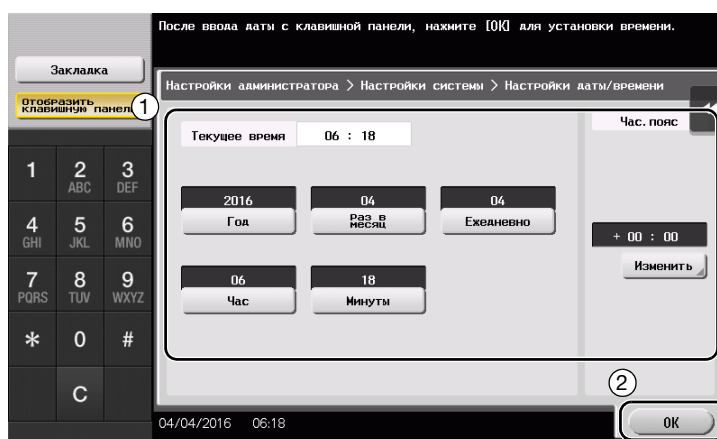 После ввода даты с клавишной панели, нажмите [OK] для установки времени.
Закладка
Отобразить
клавишную панель
1
Настройки администратора > Настройки системы > Настройки даты/времени
Текущее время 06 : 18
Час. пояс
2016 04 04
Год Раз в месяц Ежедневно
+ 00 : 00
Изменить
06 18
Час Минуты
1 2 ABC 3 DEF
4 GHI 5 JKL 6 MNO
7 PQRS 8 TUV 9 WXYZ
* 0 #
C
2
04/04/2016 06:18
OK